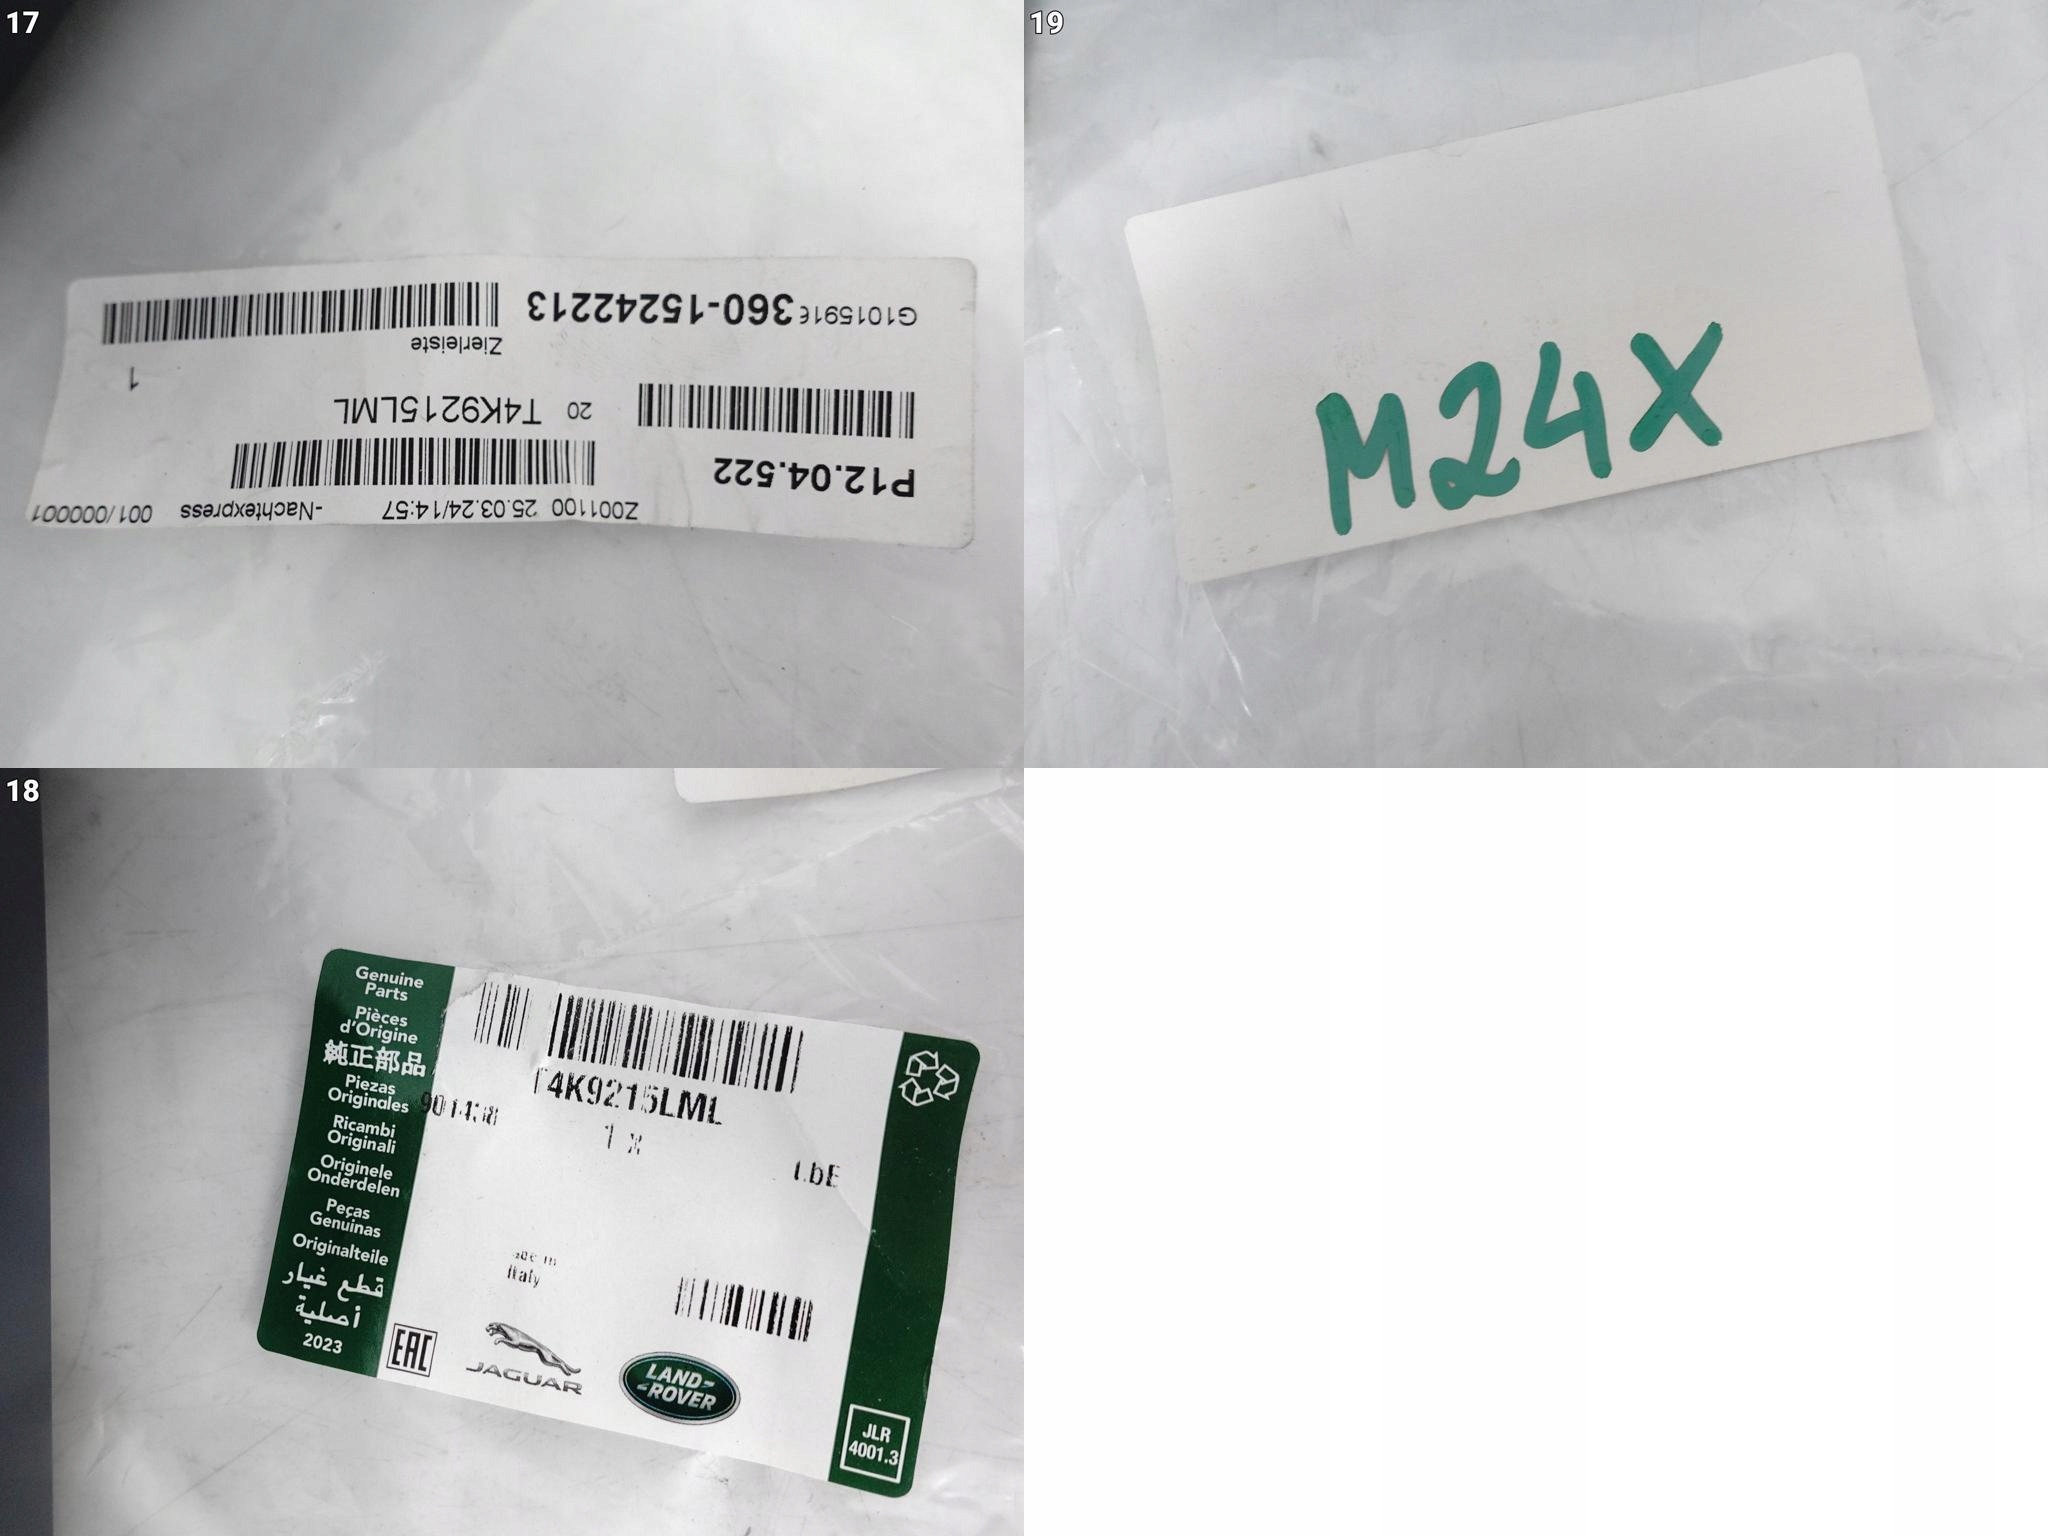 17
Z001100 25.03.24/14:57 -Nachtexpress 001/000001
P12.04.522
20 T4K9215LML 1
Zierleiste
360-15242213
19
M24X
18
Genuine
Parts
Pièces
d'Origine
純正部品
Piezas
Originales
Ricambi
Originali
Originele
Onderdelen
Peças
Genuinas
Originalteile
قطع غيار
أصلية
2023
T4K9215LML
1 x
Italy
EAC
JAGUAR
LAND-
ROVER
JLR
4001.3